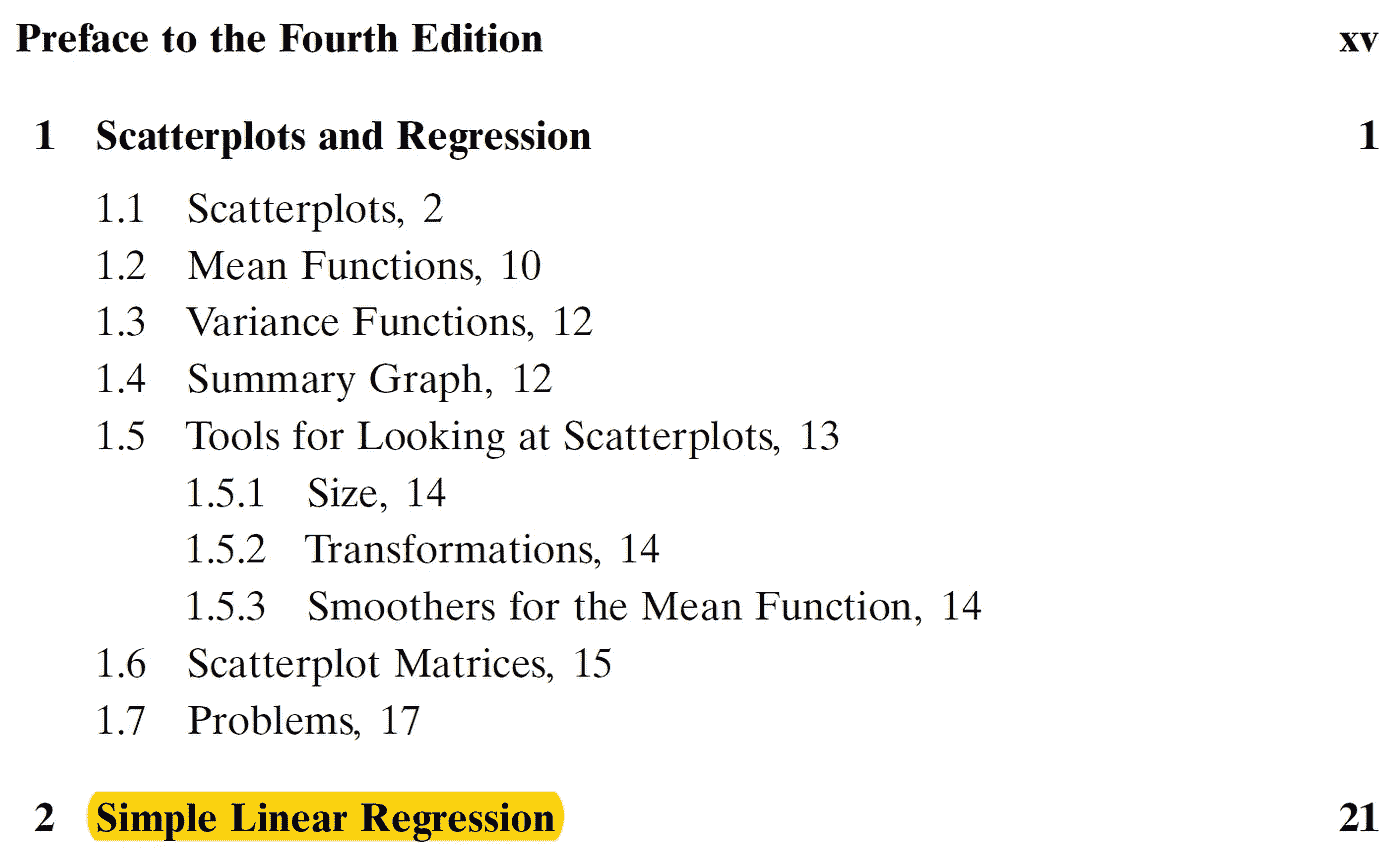 Preface to the Fourth Edition xv
1 Scatterplots and Regression 1
1.1 Scatterplots, 2
1.2 Mean Functions, 10
1.3 Variance Functions, 12
1.4 Summary Graph, 12
1.5 Tools for Looking at Scatterplots, 13
1.5.1 Size, 14
1.5.2 Transformations, 14
1.5.3 Smoothers for the Mean Function, 14
1.6 Scatterplot Matrices, 15
1.7 Problems, 17
2 Simple Linear Regression 21